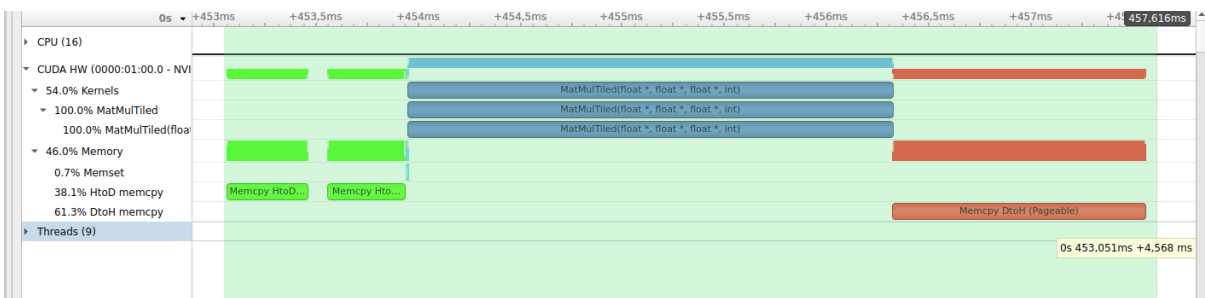 0s +453ms +453,5ms +454ms +454,5ms +455ms +455,5ms +456ms +456,5ms +457ms +45 457,616ms
CPU (16)
CUDA HW (0000:01:00.0 - NVI
54.0% Kernels MatMulTiled(float *, float *, float *, int)
100.0% MatMulTiled MatMulTiled(float *, float *, float *, int)
100.0% MatMulTiled(float MatMulTiled(float *, float *, float *, int)
46.0% Memory
0.7% Memset
38.1% HtoD memcpy Memcpy HtoD... Memcpy Hto...
61.3% DtoH memcpy Memcpy DtoH (Pageable)
Threads (9)
0s 453,051ms +4,568 ms